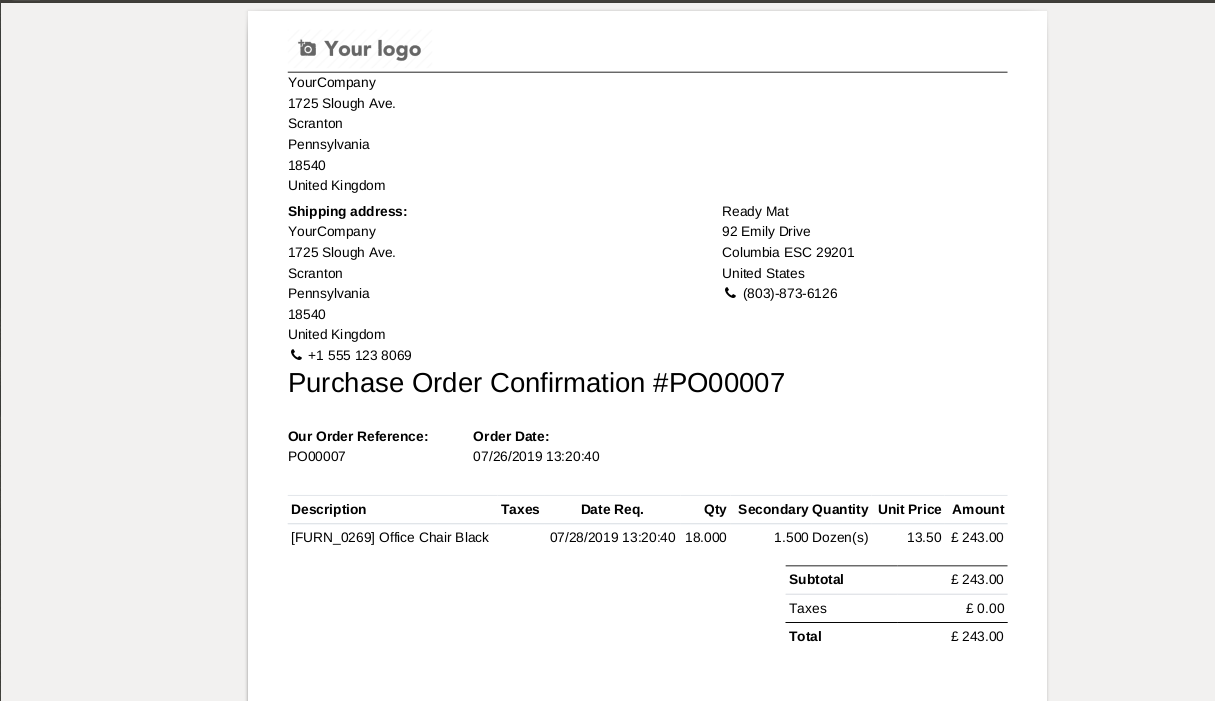 Your logo
YourCompany
1725 Slough Ave.
Scranton
Pennsylvania
18540
United Kingdom
Shipping address:
YourCompany
1725 Slough Ave.
Scranton
Pennsylvania
18540
United Kingdom
+1 555 123 8069
Ready Mat
92 Emily Drive
Columbia ESC 29201
United States
(803)-873-6126
Purchase Order Confirmation #PO00007
Our Order Reference: Order Date:
PO00007 07/26/2019 13:20:40
Description Taxes Date Req. Qty Secondary Quantity Unit Price Amount
[FURN_0269] Office Chair Black 07/28/2019 13:20:40 18.000 1.500 Dozen(s) 13.50 £ 243.00
Subtotal £ 243.00
Taxes £ 0.00
Total £ 243.00